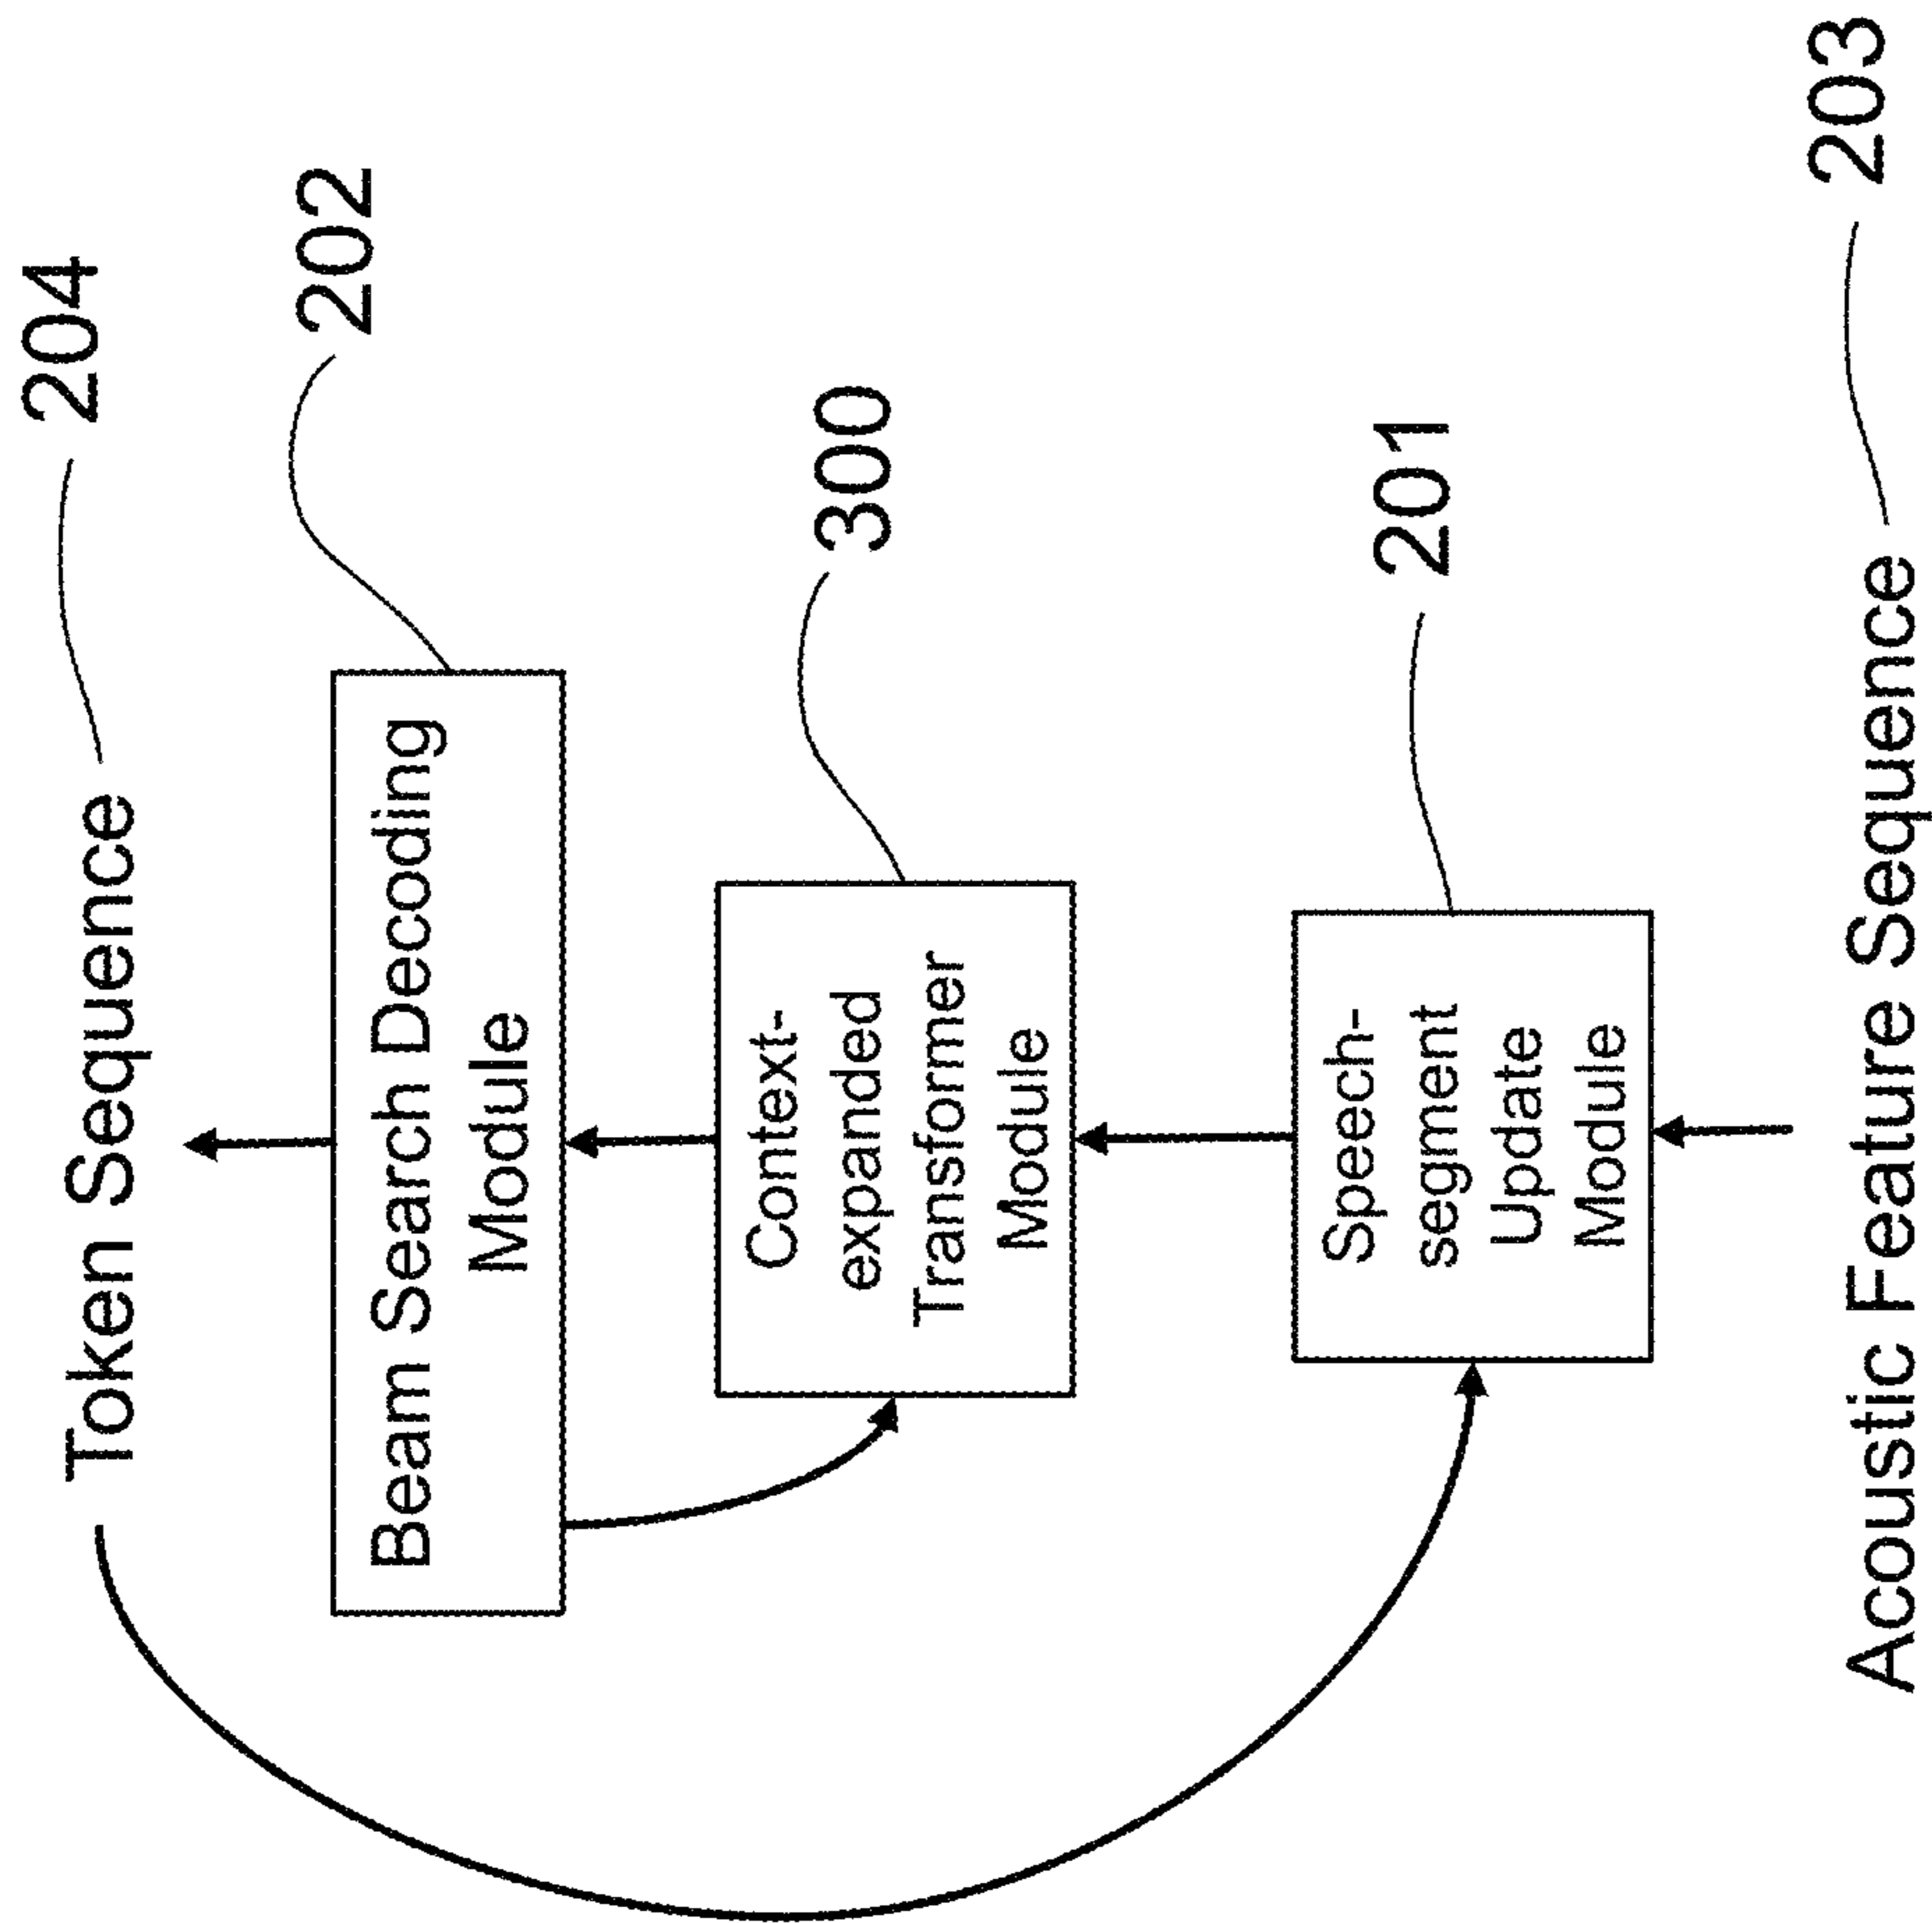 Token Sequence
204
Beam Search Decoding
Module
202
Context-
expanded
Transformer
Module
300
Speech-
segment
Update
Module
201
Acoustic Feature Sequence
203